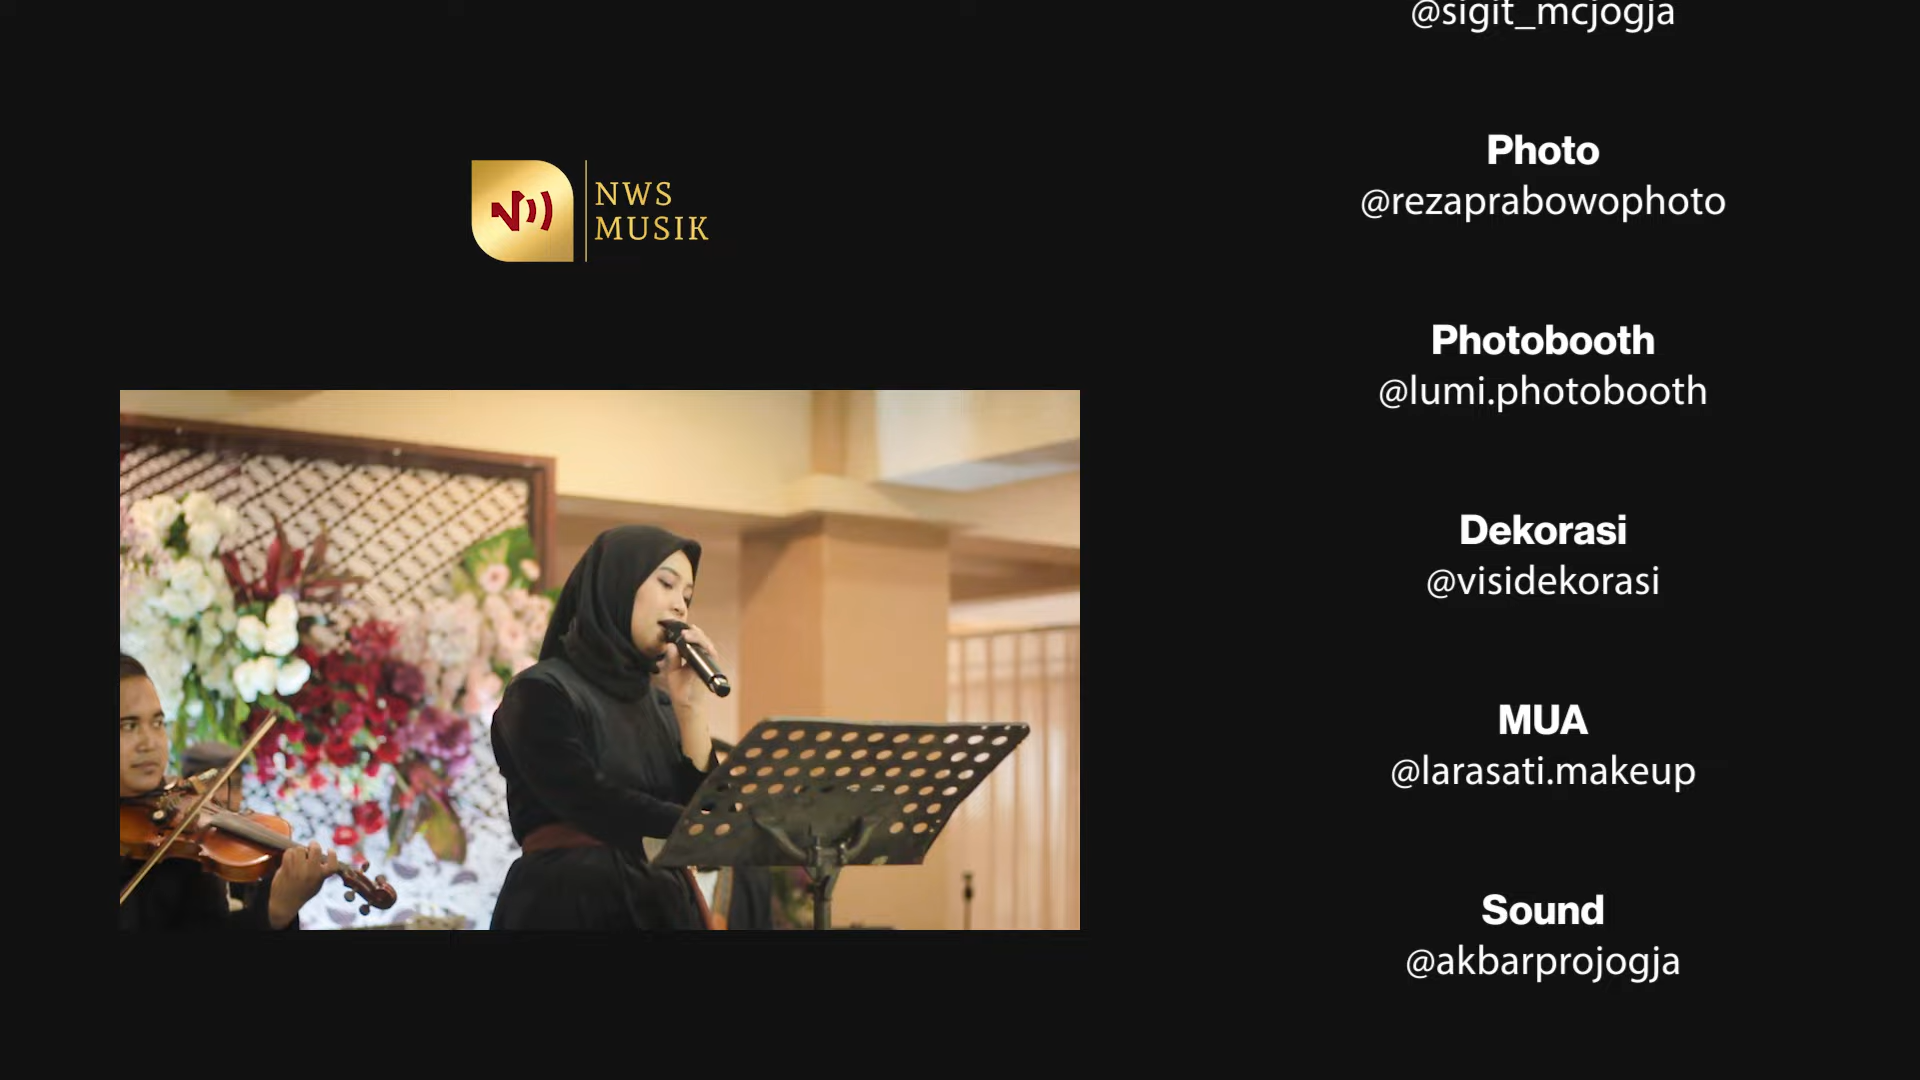 @sigit_mcjogja
NWS
MUSIK
Photo
@rezaprabowophoto
Photobooth
@lumi.photobooth
Dekorasi
@visidekorasi
MUA
@larasati.makeup
Sound
@akbarprojogja